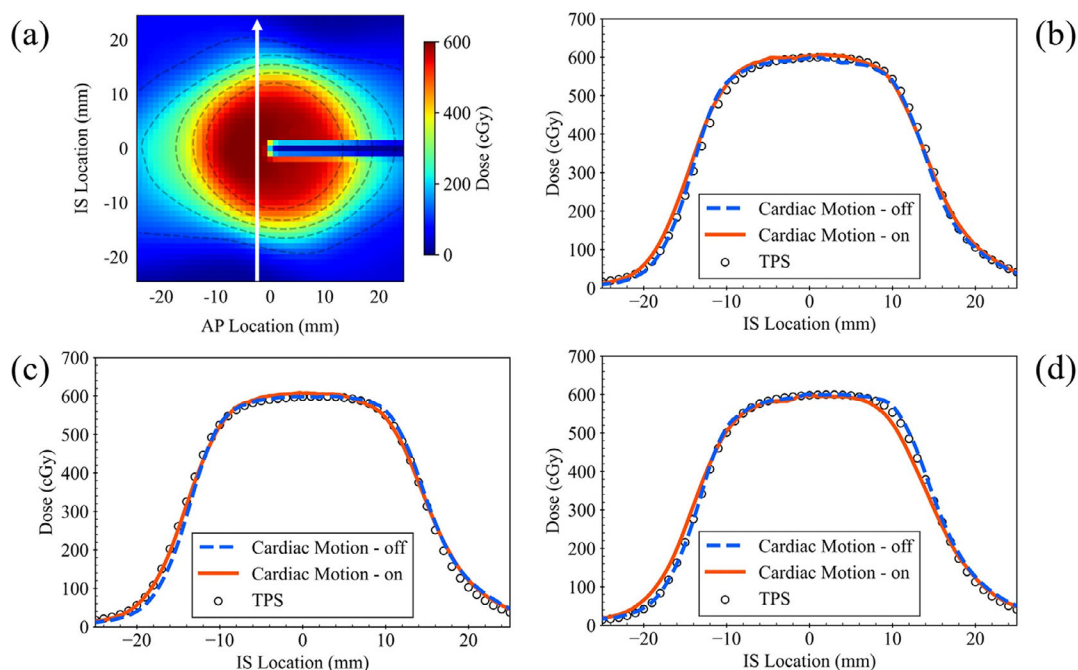 (a)
20
10
0
-10
-20
IS Location (mm)
-20 -10 0 10 20
AP Location (mm)
600
400
200
0
Dose (cGy)
(b)
700
600
500
400
300
200
100
0
Dose (cGy)
−20 −10 0 10 20
IS Location (mm)
Cardiac Motion - off
Cardiac Motion - on
TPS
(c)
700
600
500
400
300
200
100
0
Dose (cGy)
−20 −10 0 10 20
IS Location (mm)
Cardiac Motion - off
Cardiac Motion - on
TPS
(d)
700
600
500
400
300
200
100
0
Dose (cGy)
−20 −10 0 10 20
IS Location (mm)
Cardiac Motion - off
Cardiac Motion - on
TPS